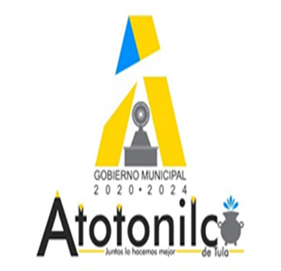 GOBIERNO MUNICIPAL
2020•2024
Atotonilco
Juntos lo hacemos mejor
de Tula